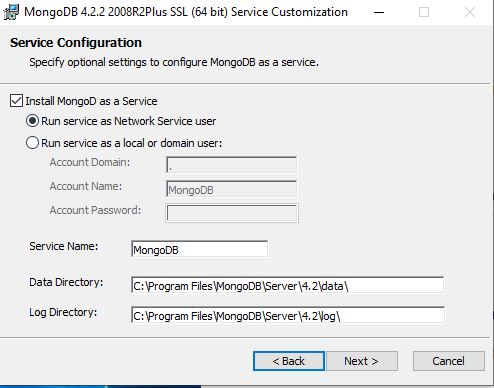 MongoDB 4.2.2 2008R2Plus SSL (64 bit) Service Customization
Service Configuration
Specify optional settings to configure MongoDB as a service.
Install MongoD as a Service
Run service as Network Service user
Run service as a local or domain user:
Account Domain: .
Account Name: MongoDB
Account Password:
Service Name: MongoDB
Data Directory: C:\Program Files\MongoDB\Server\4.2\data\
Log Directory: C:\Program Files\MongoDB\Server\4.2\log\
< Back Next > Cancel